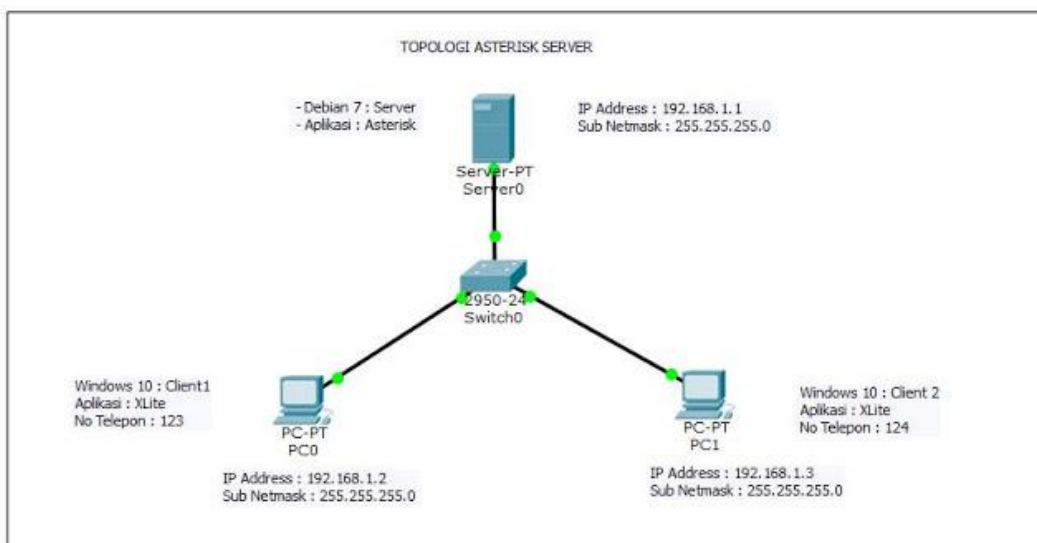 TOPOLOGI ASTERISK SERVER
- Debian 7 : Server
- Aplikasi : Asterisk
IP Address : 192.168.1.1
Sub Netmask : 255.255.255.0
Server-PT
Server0
2950-24
Switch0
Windows 10 : Client1
Aplikasi : XLite
No Telepon : 123
PC-PT
PC0
IP Address : 192.168.1.2
Sub Netmask : 255.255.255.0
PC-PT
PC1
Windows 10 : Client 2
Aplikasi : XLite
No Telepon : 124
IP Address : 192.168.1.3
Sub Netmask : 255.255.255.0